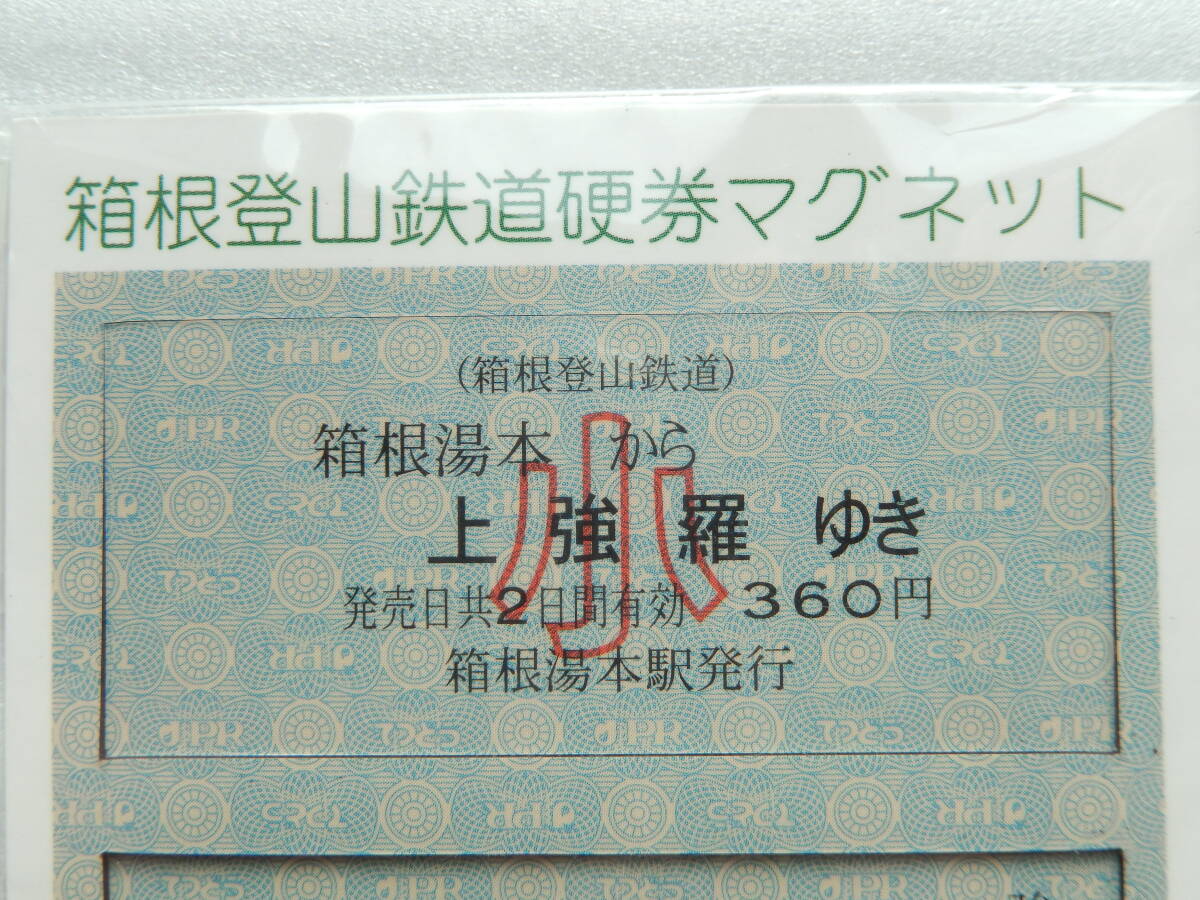 箱根登山鉄道硬券マグネット
(箱根登山鉄道)
箱根湯本 から
小
上強羅 ゆき
発売日共2日間有効 360円
箱根湯本駅発行